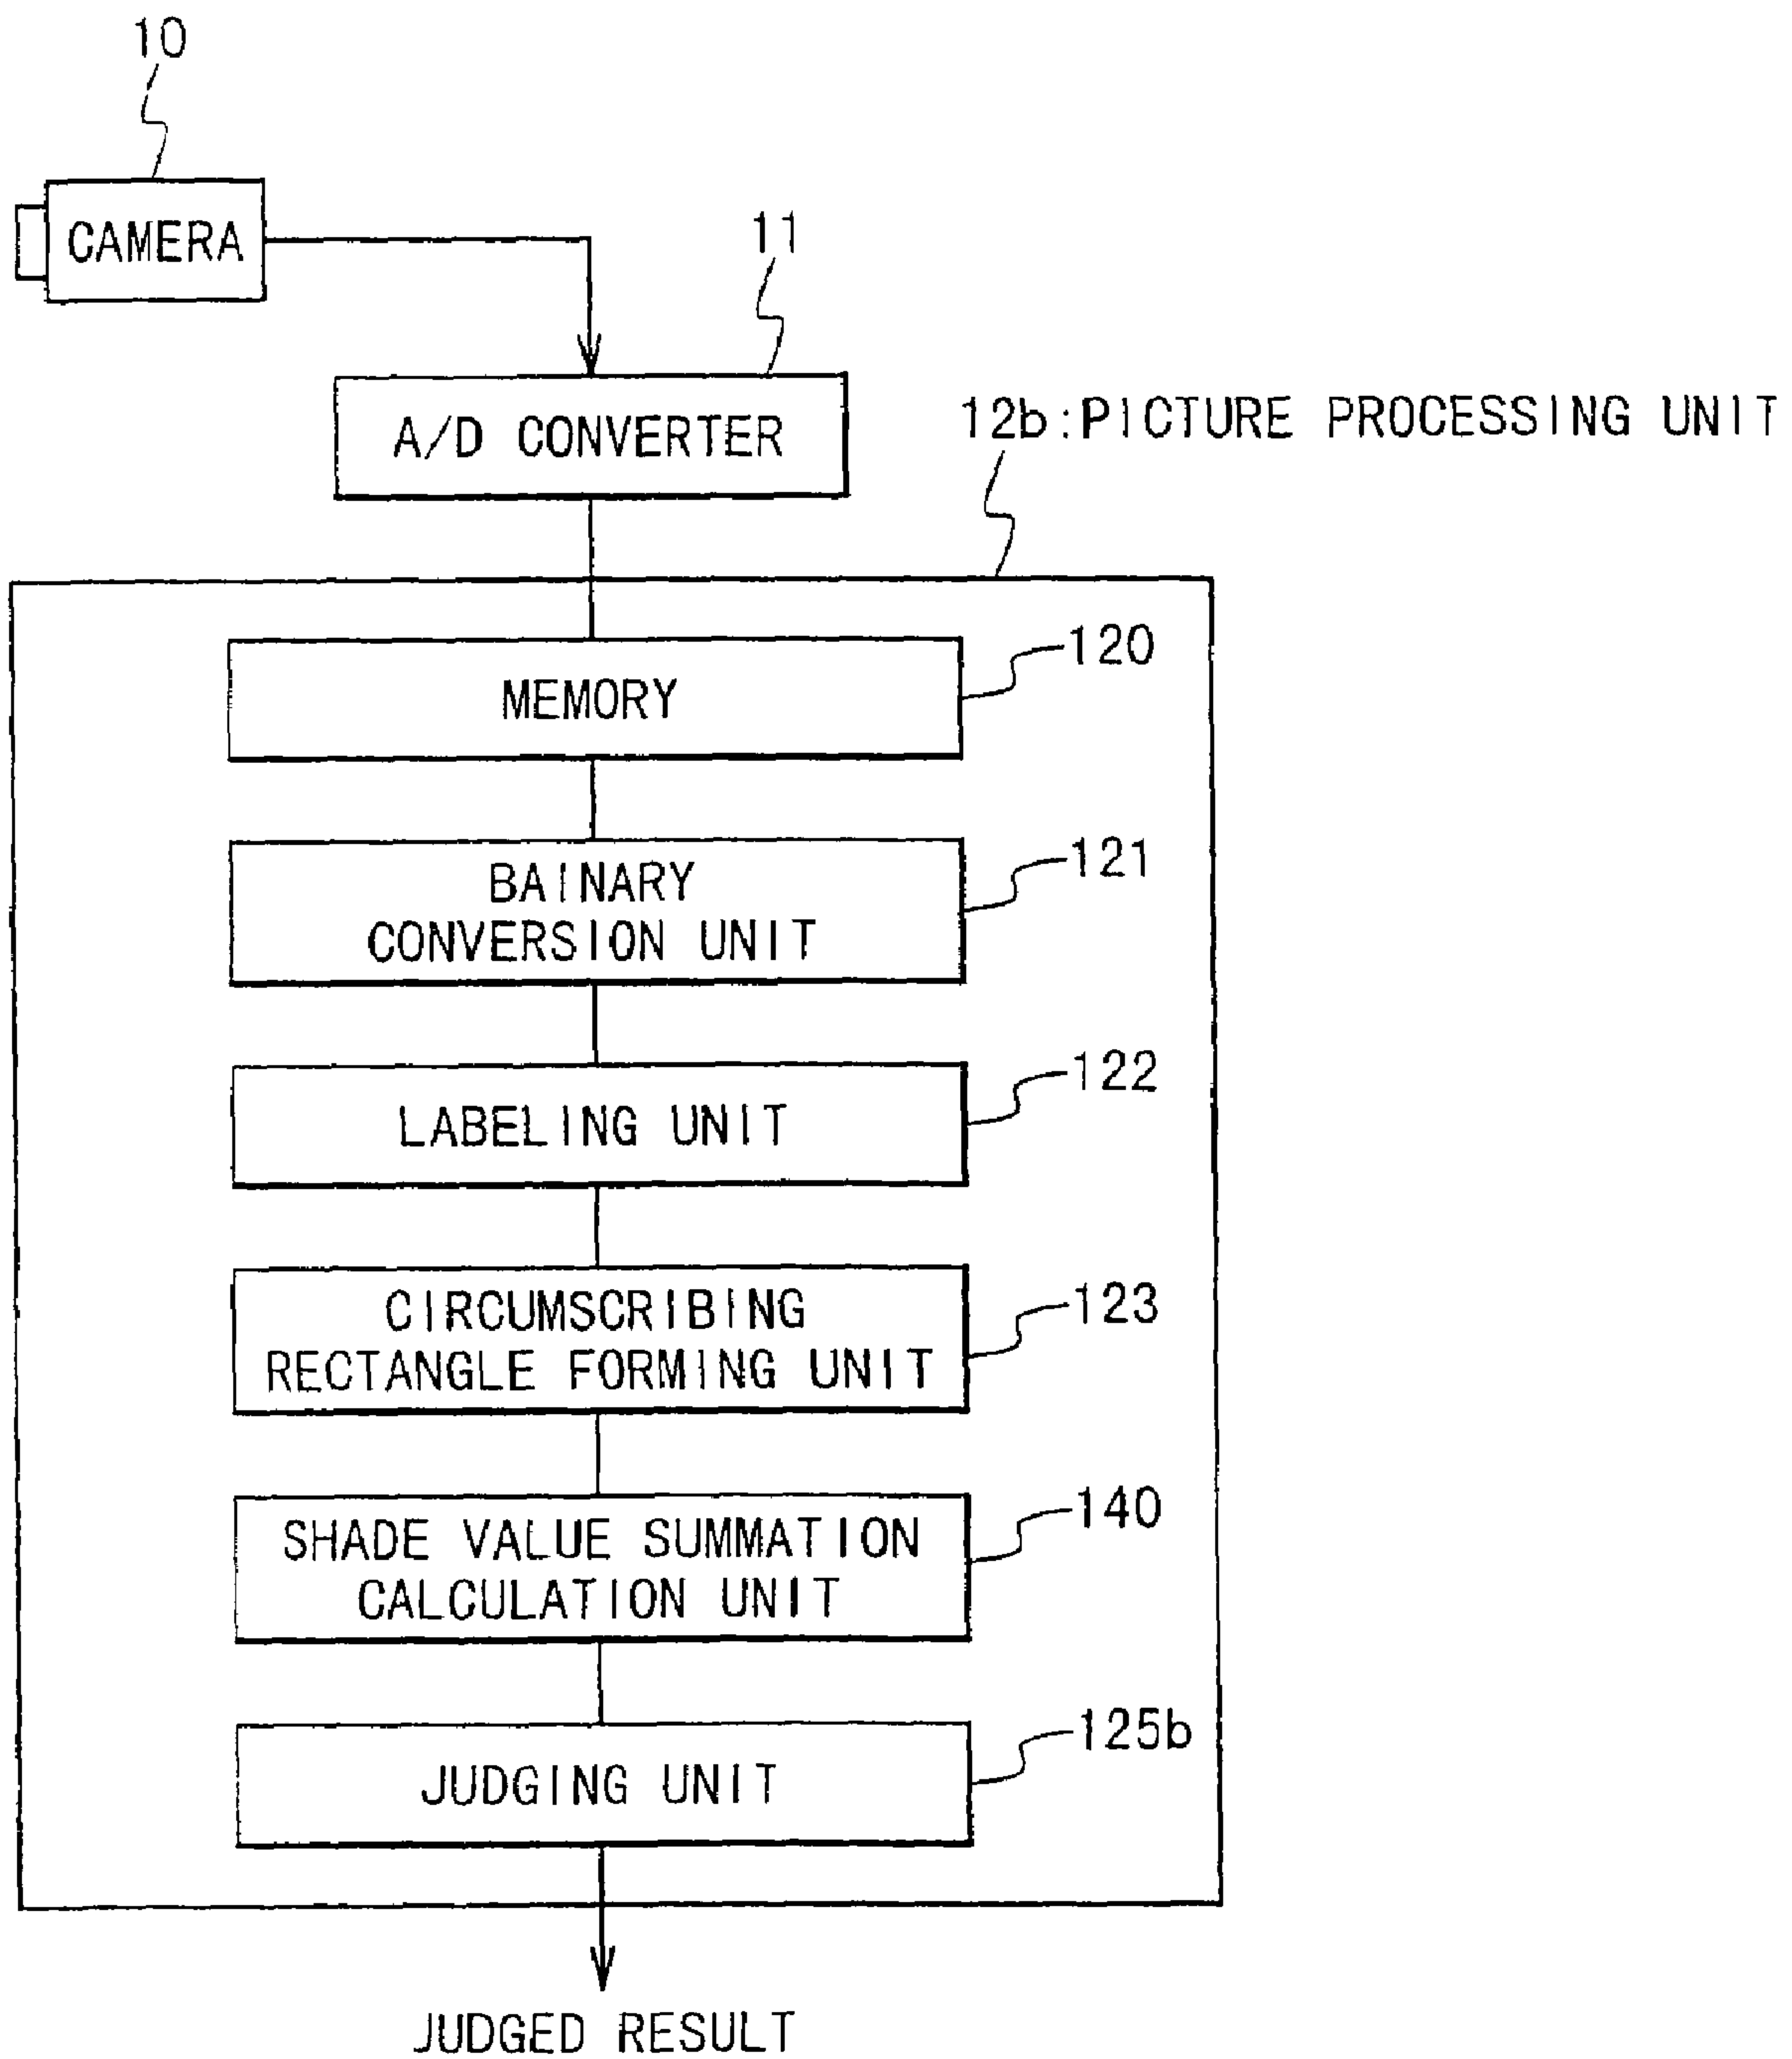 10
CAMERA
11
A/D CONVERTER
12b:PICTURE PROCESSING UNIT
MEMORY
120
BAINARY
CONVERSION UNIT
121
LABELING UNIT
122
CIRCUMSCRIBING
RECTANGLE FORMING UNIT
123
SHADE VALUE SUMMATION
CALCULATION UNIT
140
JUDGING UNIT
125b
JUDGED RESULT